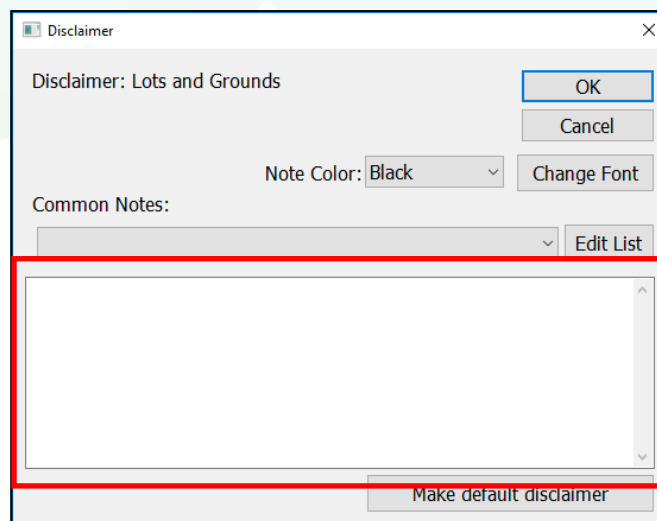 Disclaimer
Disclaimer: Lots and Grounds
OK
Cancel
Note Color: Black
Change Font
Common Notes:
Edit List
Make default disclaimer